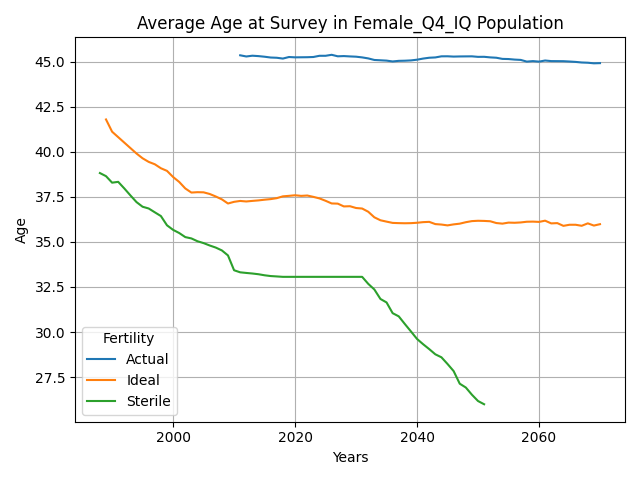 Average Age at Survey in Female_Q4_IQ Population
Age
45.0
42.5
40.0
37.5
35.0
32.5
30.0
27.5
Fertility
Actual
Ideal
Sterile
2000
2020
2040
2060
Years